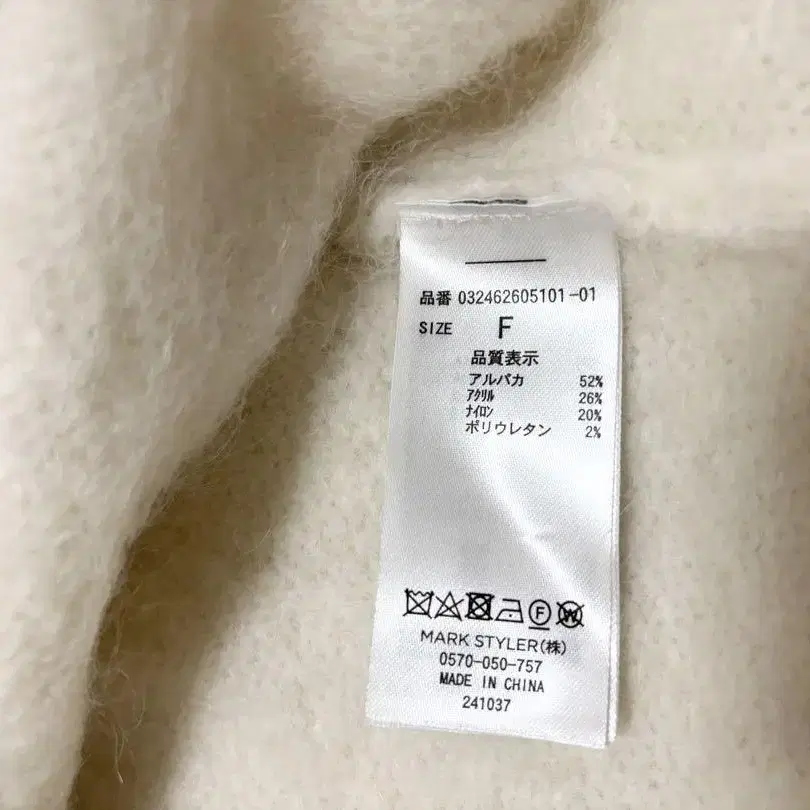 品番 032462605101-01
SIZE F
品質表示
アルパカ 52%
アクリル 26%
ナイロン 20%
ポリウレタン 2%
F W
MARK STYLER(株)
0570-050-757
MADE IN CHINA
241037